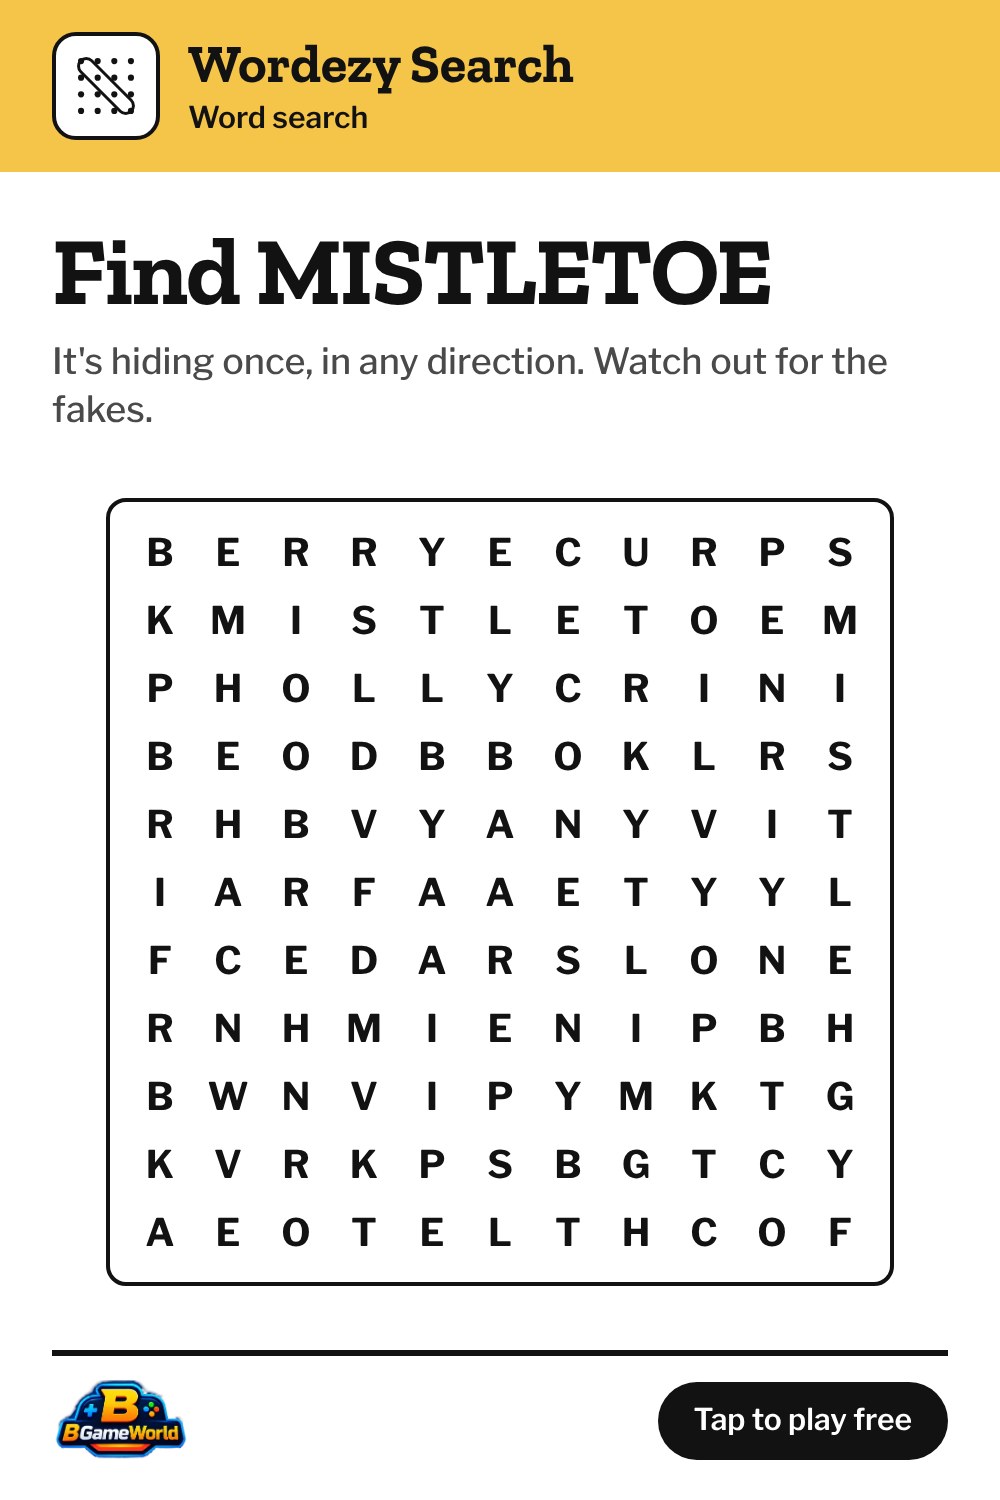 Wordezy Search
Word search
Find MISTLETOE
It's hiding once, in any direction. Watch out for the
fakes.
B E R R Y E C U R P S
K M I S T L E T O E M
P H O L L Y C R I N I
B E O D B B O K L R S
R H B V Y A N Y V I T
I A R F A A E T Y Y L
F C E D A R S L O N E
R N H M I E N I P B H
B W N V I P Y M K T G
K V R K P S B G T C Y
A E O T E L T H C O F
B
BGameWorld
Tap to play free